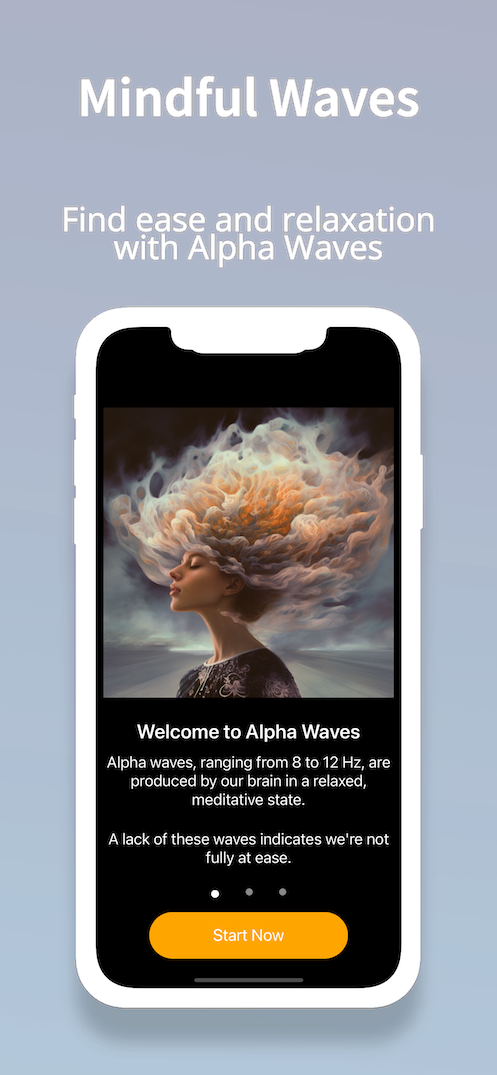 Mindful Waves
Find ease and relaxation
with Alpha Waves
Welcome to Alpha Waves
Alpha waves, ranging from 8 to 12 Hz, are
produced by our brain in a relaxed,
meditative state.
A lack of these waves indicates we're not
fully at ease.
Start Now